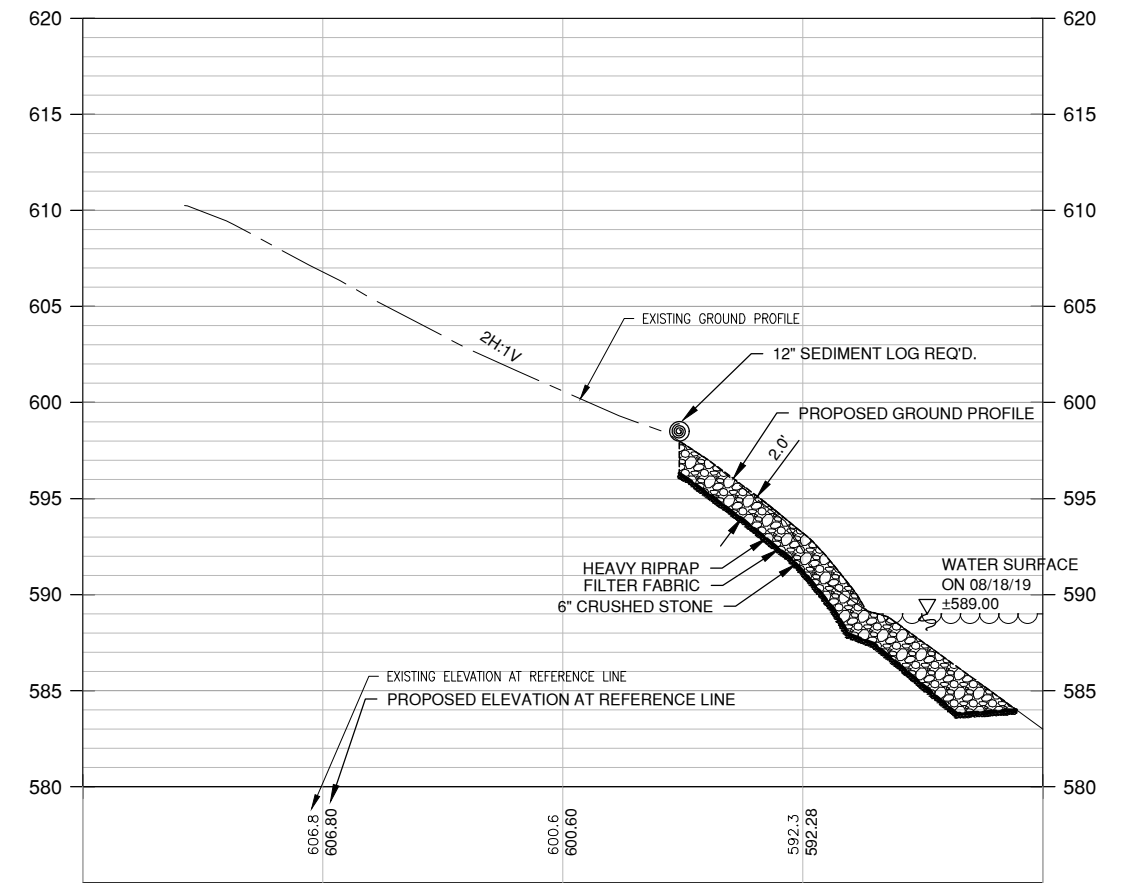 620 620
615 615
610 610
605 605
EXISTING GROUND PROFILE
2H:1V
12" SEDIMENT LOG REQ'D.
600 600
PROPOSED GROUND PROFILE
2.0'
595 595
HEAVY RIPRAP
FILTER FABRIC
6" CRUSHED STONE
WATER SURFACE
ON 08/18/19
±589.00
590 590
EXISTING ELEVATION AT REFERENCE LINE
PROPOSED ELEVATION AT REFERENCE LINE
585 585
580 580
606.8
606.80
600.6
600.60
592.3
592.28